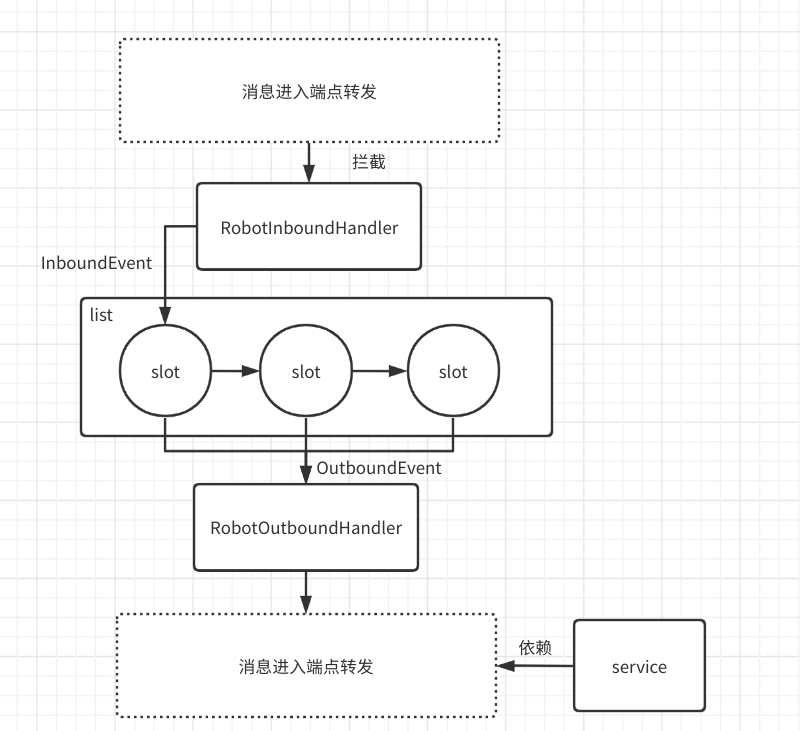 消息进入端点转发
拦截
RobotInboundHandler
InboundEvent
list
slot
slot
slot
OutboundEvent
RobotOutboundHandler
消息进入端点转发
依赖
service